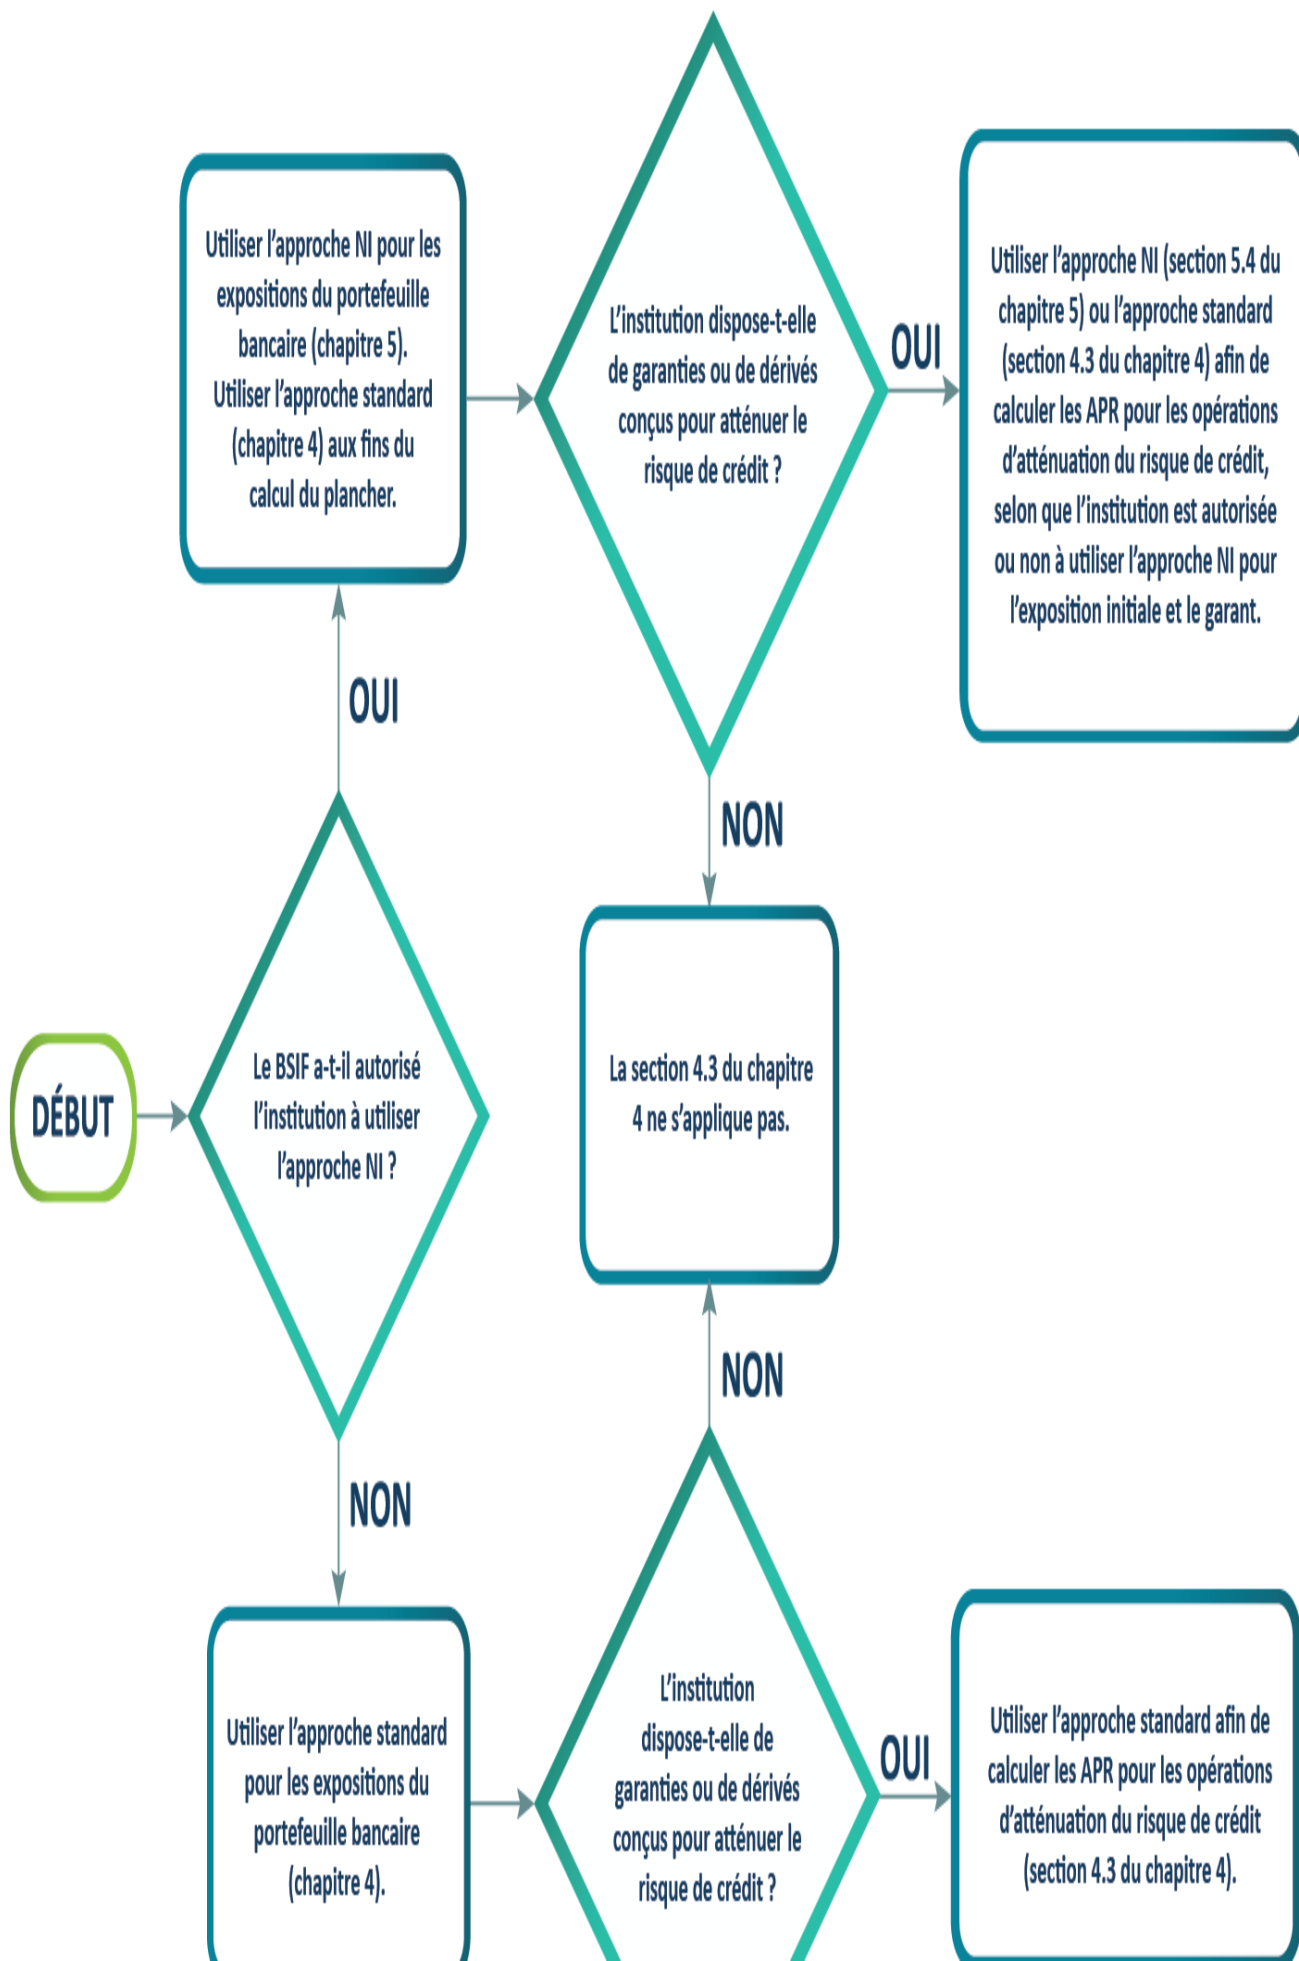 DÉBUT
Le BSIF a-t-il autorisé
l'institution à utiliser
l'approche NI ?
OUI
Utiliser l'approche NI pour les
expositions du portefeuille
bancaire (chapitre 5).
Utiliser l'approche standard
(chapitre 4) aux fins du
calcul du plancher.
L'institution dispose-t-elle
de garanties ou de dérivés
conçus pour atténuer le
risque de crédit ?
OUI
Utiliser l'approche NI (section 5.4 du
chapitre 5) ou l'approche standard
(section 4.3 du chapitre 4) afin de
calculer les APR pour les opérations
d'atténuation du risque de crédit,
selon que l'institution est autorisée
ou non à utiliser l'approche NI pour
l'exposition initiale et le garant.
NON
La section 4.3 du chapitre
4 ne s'applique pas.
NON
NON
Utiliser l'approche standard
pour les expositions du
portefeuille bancaire
(chapitre 4).
L'institution
dispose-t-elle de
garanties ou de dérivés
conçus pour atténuer le
risque de crédit ?
OUI
Utiliser l'approche standard afin de
calculer les APR pour les opérations
d'atténuation du risque de crédit
(section 4.3 du chapitre 4).